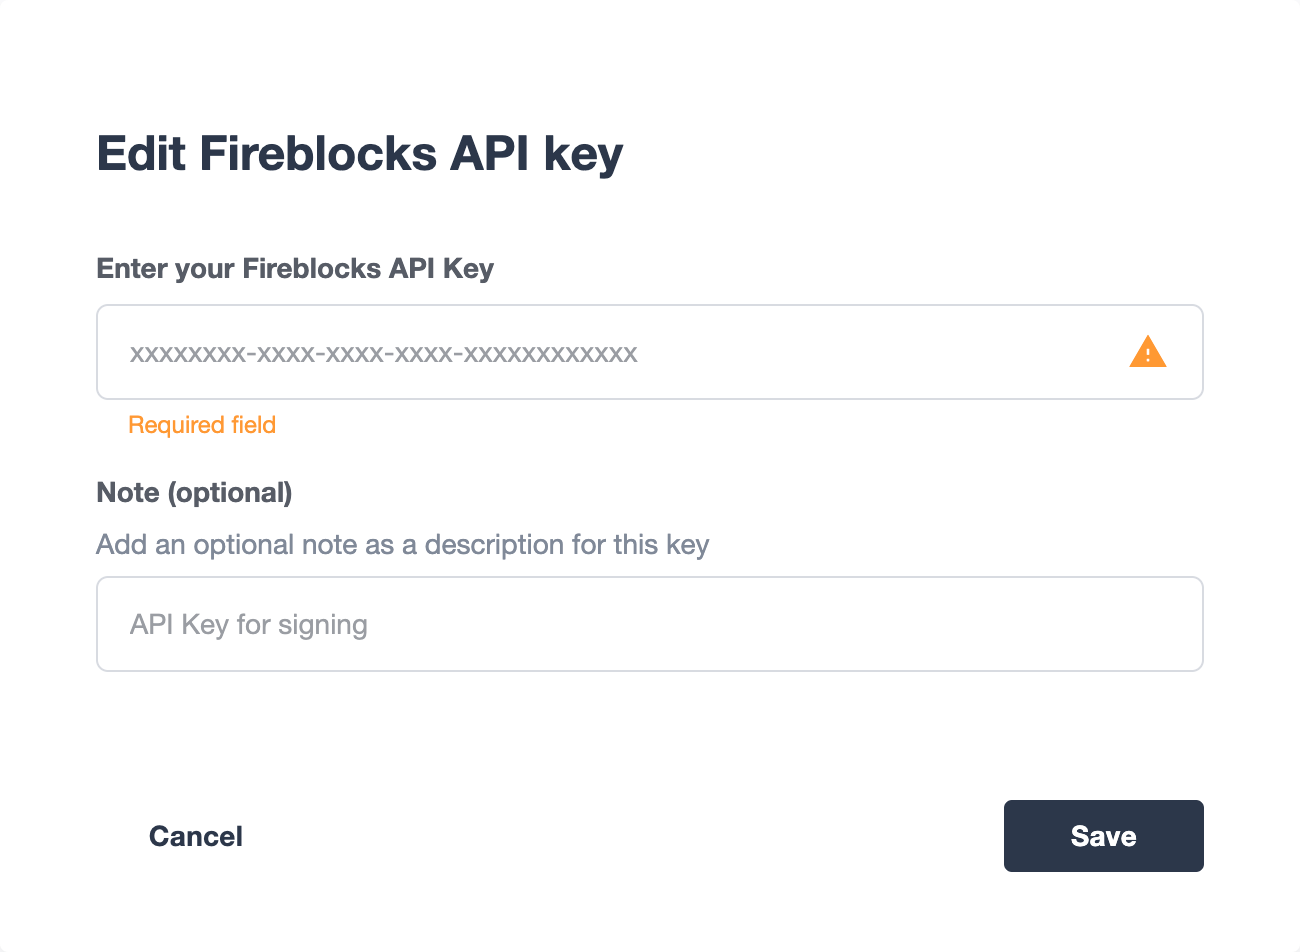 Edit Fireblocks API key
Enter your Fireblocks API Key
xxxxxxxx-xxxx-xxxx-xxxx-xxxxxxxxxxxx
Required field
Note (optional)
Add an optional note as a description for this key
API Key for signing
Cancel
Save